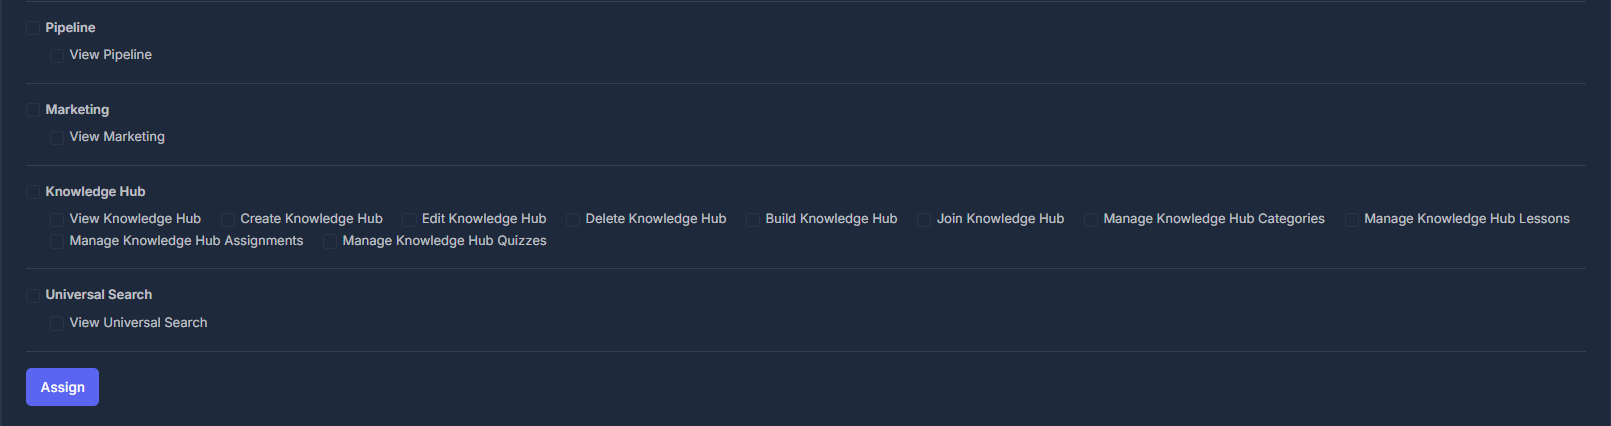 Pipeline
View Pipeline
Marketing
View Marketing
Knowledge Hub
View Knowledge Hub Create Knowledge Hub Edit Knowledge Hub Delete Knowledge Hub Build Knowledge Hub Join Knowledge Hub Manage Knowledge Hub Categories Manage Knowledge Hub Lessons
Manage Knowledge Hub Assignments Manage Knowledge Hub Quizzes
Universal Search
View Universal Search
Assign